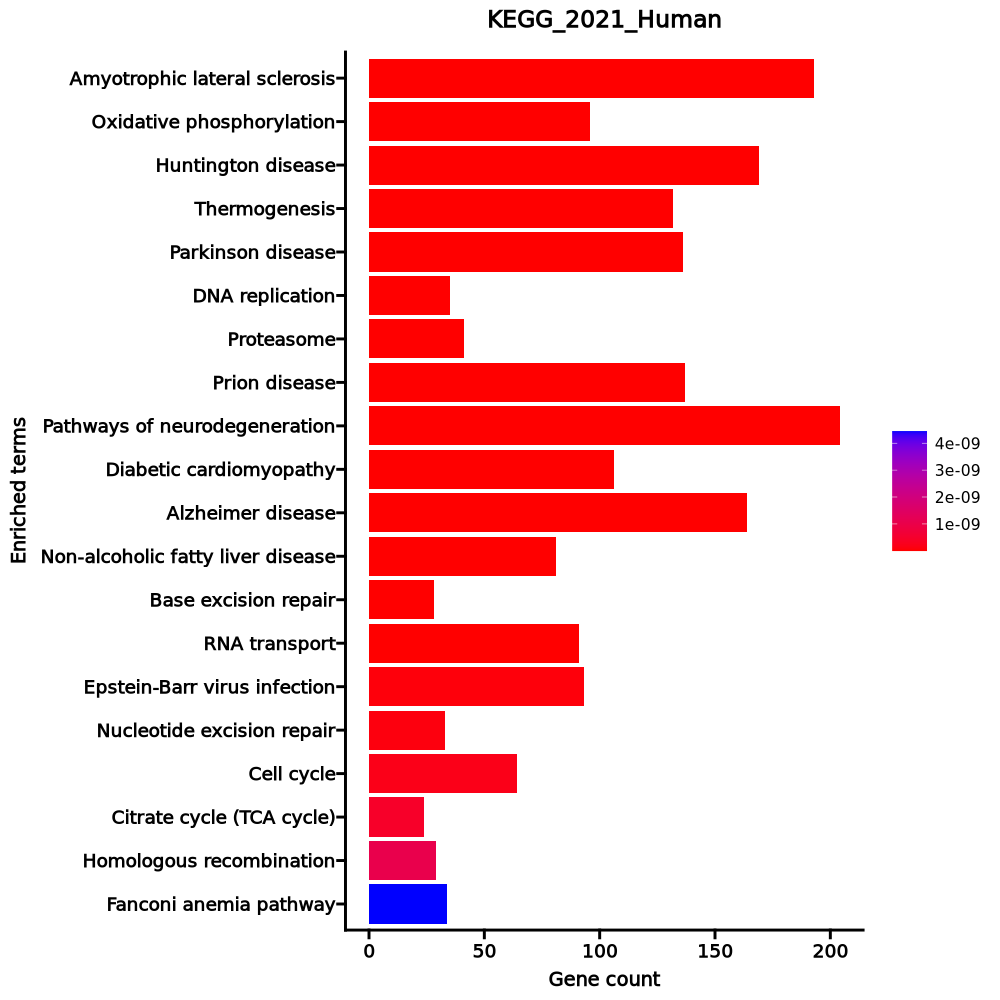 KEGG_2021_Human
Amyotrophic lateral sclerosis
Oxidative phosphorylation
Huntington disease
Thermogenesis
Parkinson disease
DNA replication
Proteasome
Prion disease
Pathways of neurodegeneration
Diabetic cardiomyopathy
Alzheimer disease
Non-alcoholic fatty liver disease
Base excision repair
RNA transport
Epstein-Barr virus infection
Nucleotide excision repair
Cell cycle
Citrate cycle (TCA cycle)
Homologous recombination
Fanconi anemia pathway
Enriched terms
0 50 100 150 200
Gene count
4e-09
3e-09
2e-09
1e-09